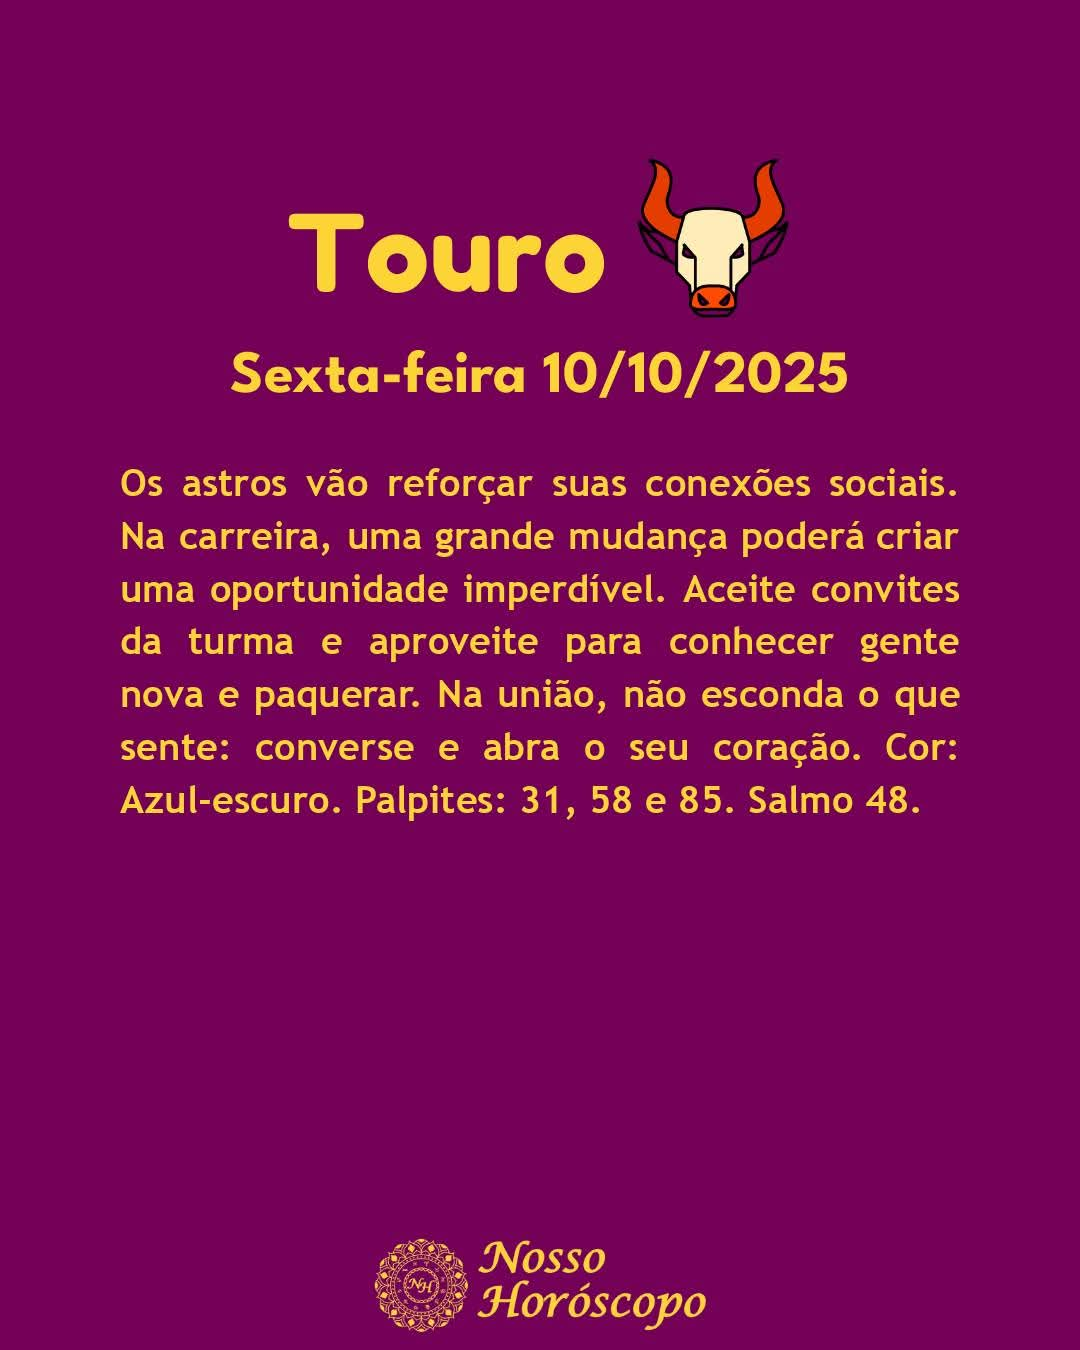 Touro
Sexta-feira 10/10/2025
Os astros vão reforçar suas conexões sociais.
Na carreira, uma grande mudança poderá criar
uma oportunidade imperdível. Aceite convites
da turma e aproveite para conhecer gente
nova e paquerar. Na união, não esconda o que
sente: converse e abra o seu coração. Cor:
Azul-escuro. Palpites: 31, 58 e 85. Salmo 48.
NH
Nosso
Horóscopo